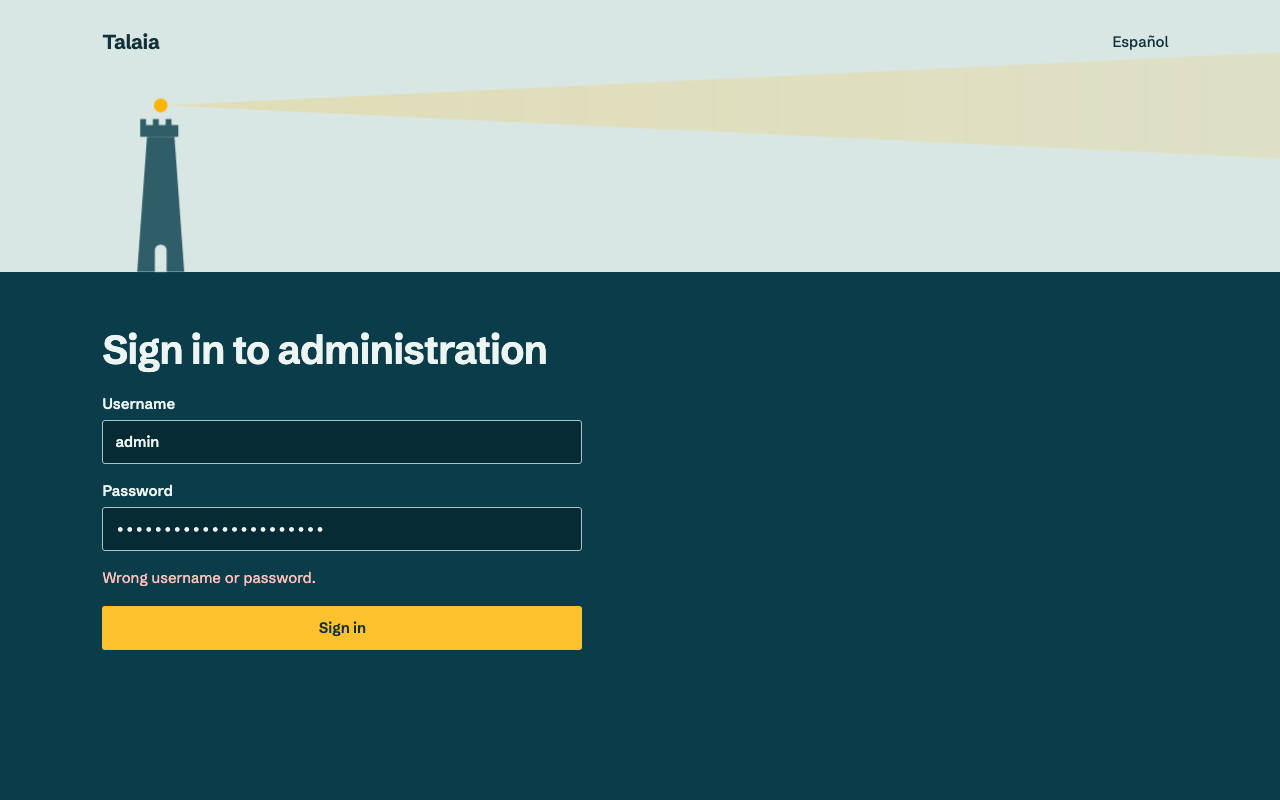 Talaia
Español
Sign in to administration
Username
admin
Password
Wrong username or password.
Sign in